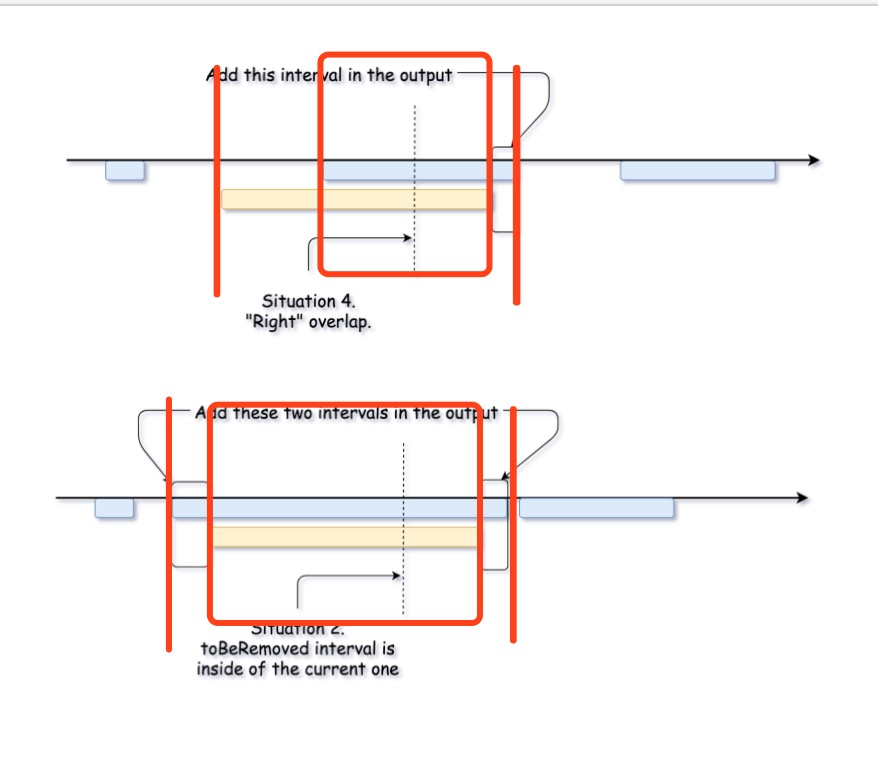 Add this interval in the output
Situation 4.
"Right" overlap.
Add these two intervals in the output
Situation 2.
toBeRemoved interval is
inside of the current one